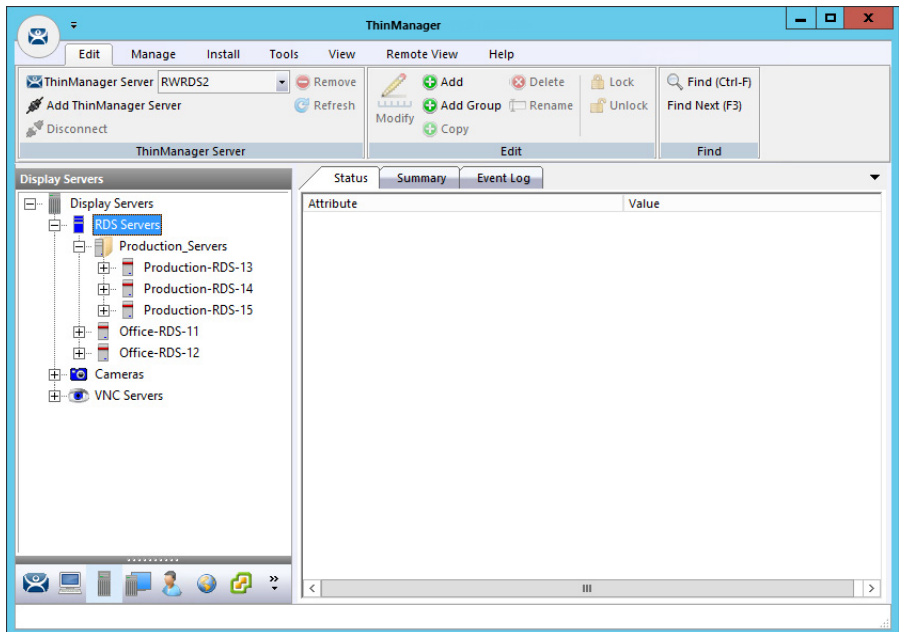 ThinManager
Edit Manage Install Tools View Remote View Help
ThinManager Server RWRDS2
Add ThinManager Server
Disconnect
Remove
Refresh
ThinManager Server
Modify
Add
Add Group
Copy
Delete
Rename
Lock
Unlock
Edit
Find (Ctrl-F)
Find Next (F3)
Find
Display Servers
Display Servers
RDS Servers
Production_Servers
Production-RDS-13
Production-RDS-14
Production-RDS-15
Office-RDS-11
Office-RDS-12
Cameras
VNC Servers
Status Summary Event Log
Attribute Value